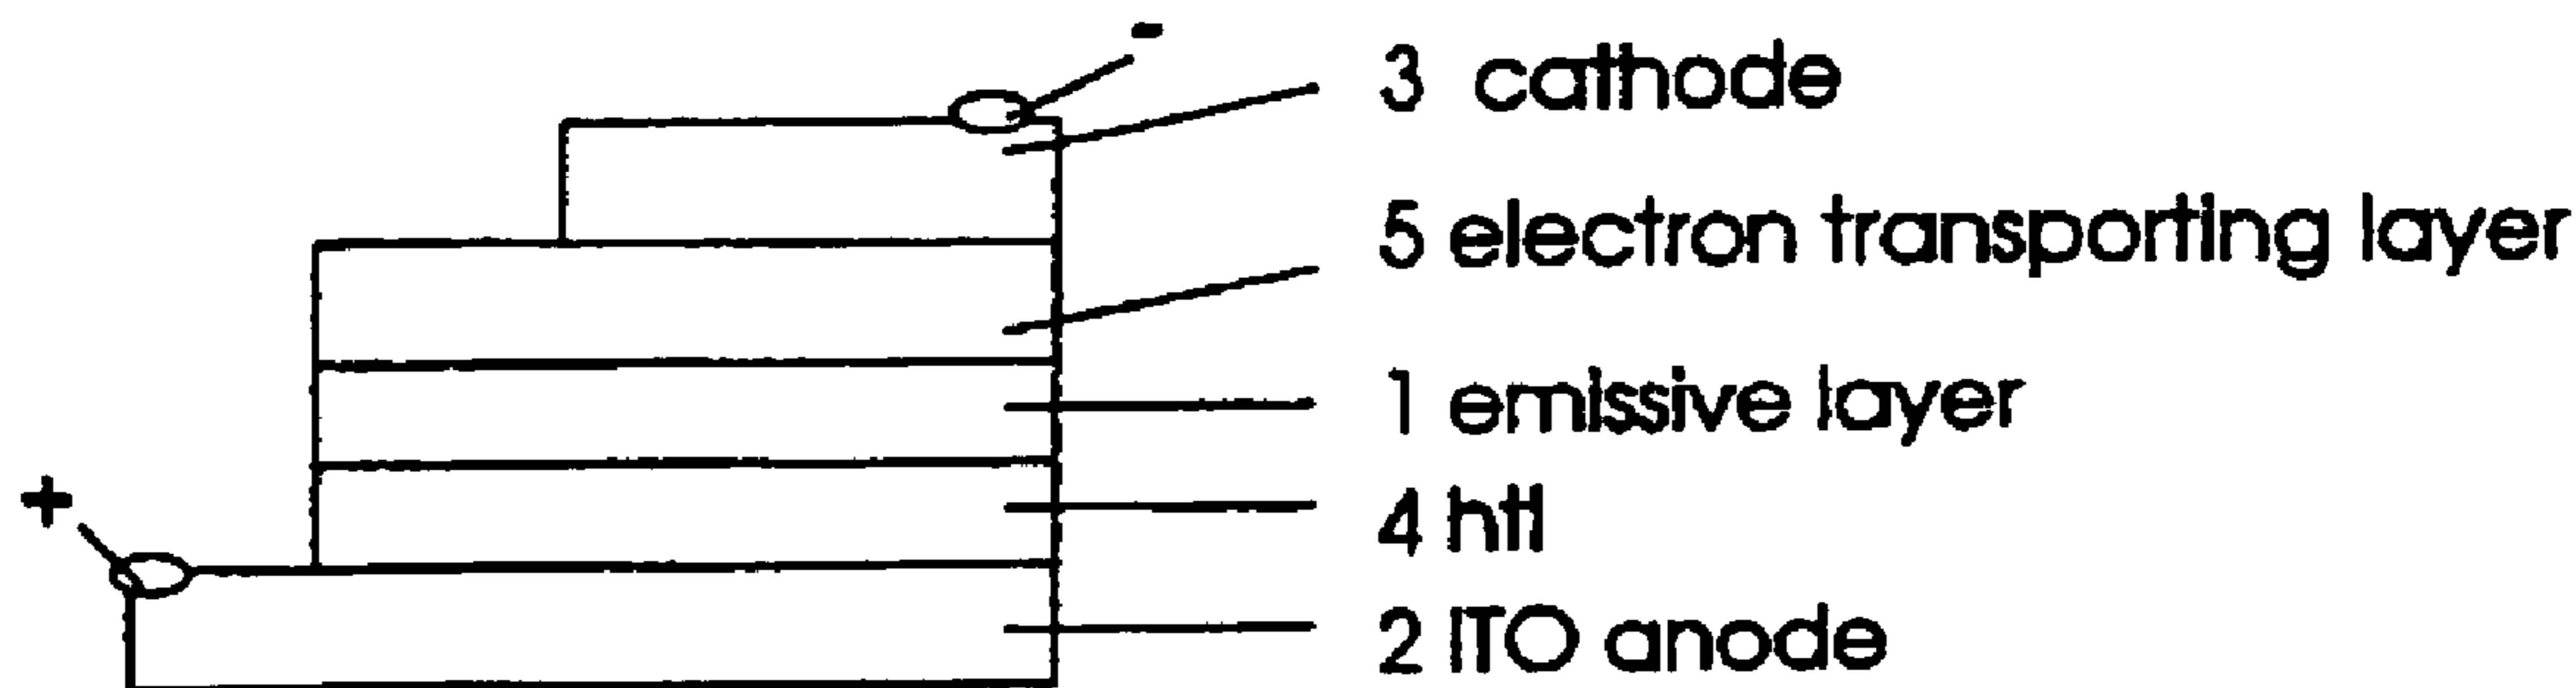 -
3 cathode
5 electron transporting layer
1 emissive layer
4 htl
+
2 ITO anode